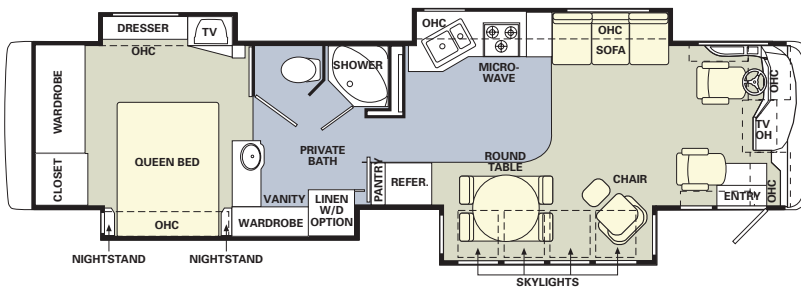 DRESSER
TV
OHC
WARDROBE
CLOSET
QUEEN BED
OHC
NIGHTSTAND
NIGHTSTAND
SHOWER
PRIVATE
BATH
VANITY
WARDROBE
LINEN
W/D
OPTION
PANTRY
REFER.
OHC
MICRO-
WAVE
OHC
SOFA
ROUND
TABLE
CHAIR
SKYLIGHTS
OHC
TV
OH
ENTRY
OHC